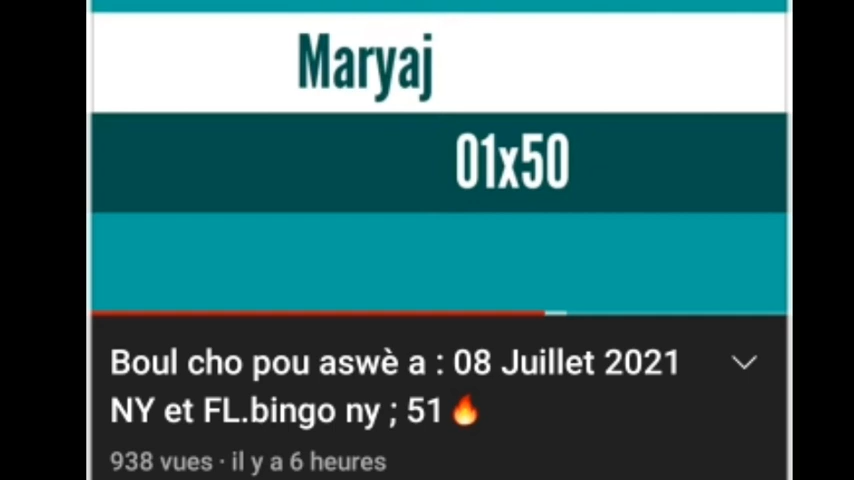 Maryaj
01x50
Boul cho pou aswè a : 08 Juillet 2021
NY et FL.bingo ny ; 51🔥
938 vues · il y a 6 heures